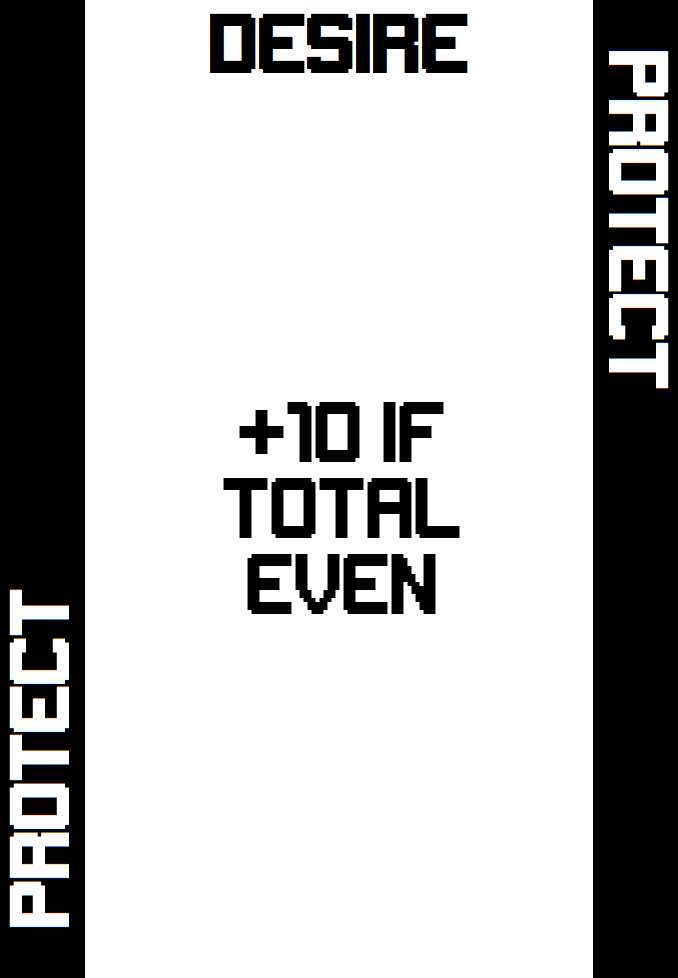 DESIRE
PROTECT
+10 IF
TOTAL
EVEN
PROTECT